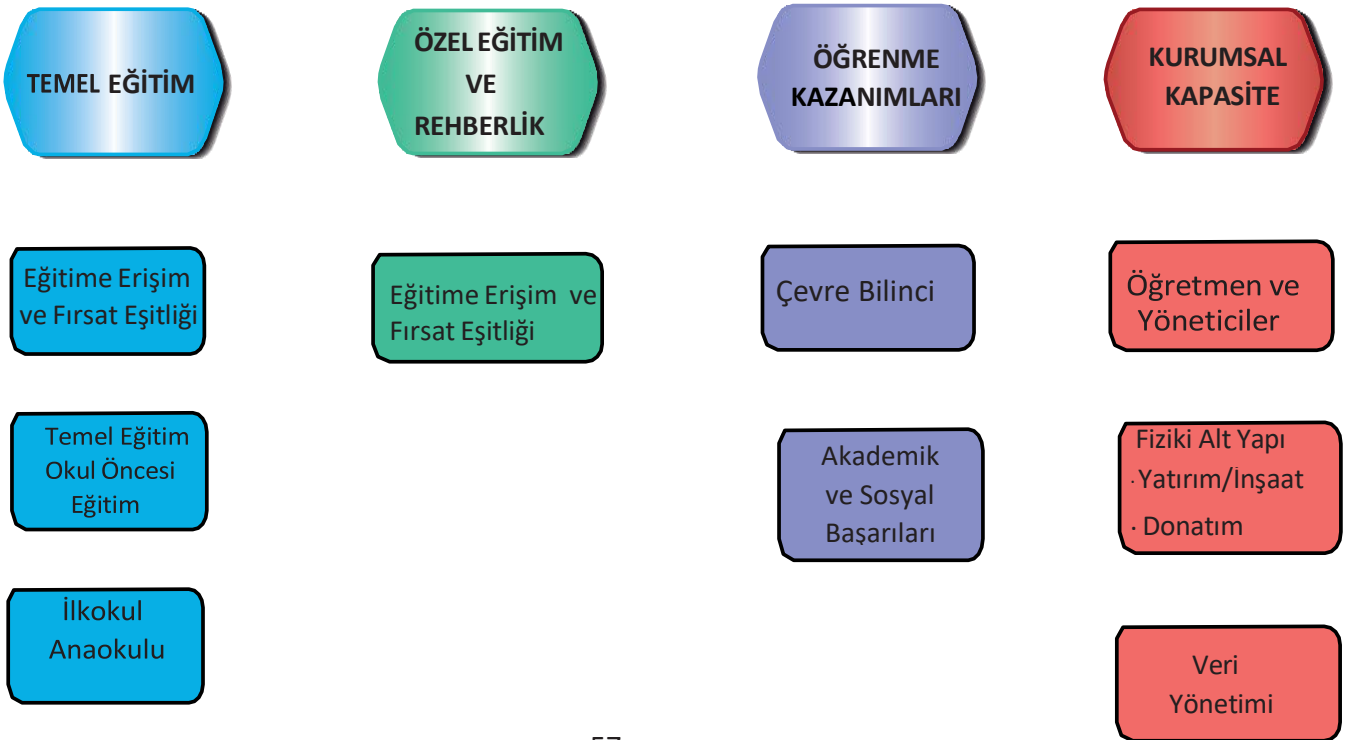 TEMEL EĞİTİM
ÖZEL EĞİTİM
VE
REHBERLİK
ÖĞRENME
KAZANIMLARI
KURUMSAL
KAPASİTE
Eğitime Erişim
ve Fırsat Eşitliği
Eğitime Erişim ve
Fırsat Eşitliği
Çevre Bilinci
Öğretmen ve
Yöneticiler
Temel Eğitim
Okul Öncesi
Eğitim
Akademik
ve Sosyal
Başarıları
Fiziki Alt Yapı
· Yatırım/İnşaat
· Donatım
İlkokul
Anaokulu
Veri
Yönetimi